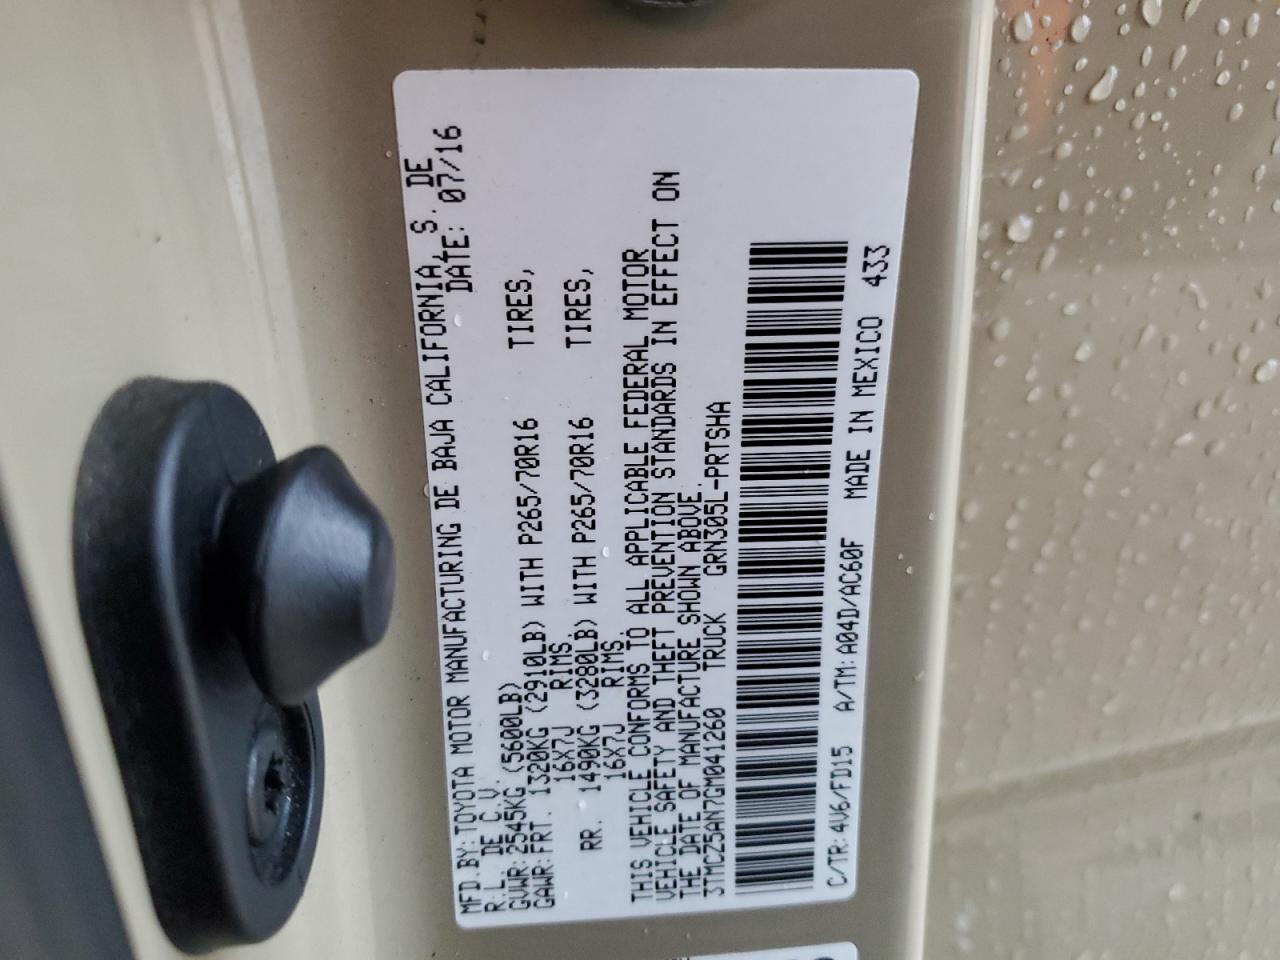 MFD.BY:TOYOTA MOTOR MANUFACTURING DE BAJA CALIFORNIA, S. DE
R.L. DE C.V. DATE: 07/16
GVWR:2545KG (5600LB)
GAWR:FRT. 1320KG (2910LB) WITH P265/70R16 TIRES,
16X7J RIMS.
RR. 1490KG (3280LB) WITH P265/70R16 TIRES,
16X7J RIMS
THIS VEHICLE CONFORMS TO ALL APPLICABLE FEDERAL MOTOR
VEHICLE SAFETY AND THEFT PREVENTION STANDARDS IN EFFECT ON
THE DATE OF MANUFACTURE SHOWN ABOVE.
3TMCZ5AN7GM041260 TRUCK GRN305L-PRTSHA
C/TR:4V6/FD15 A/TM:A04D/AC60F MADE IN MEXICO 433